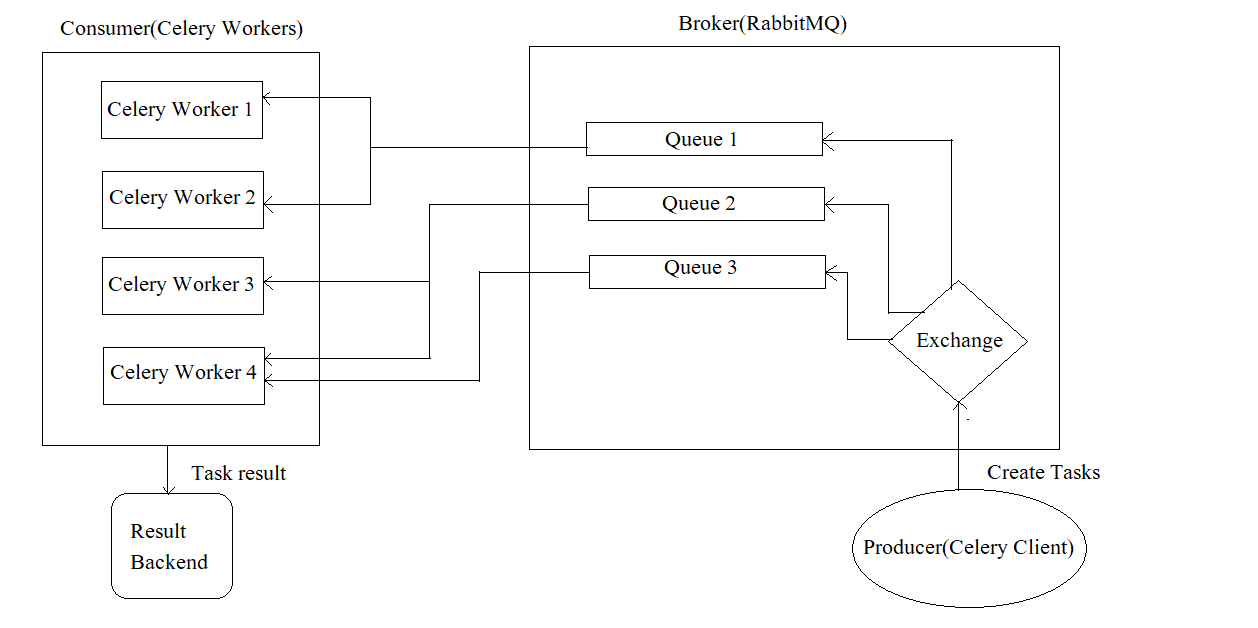 Consumer(Celery Workers)
Broker(RabbitMQ)
Celery Worker 1
Celery Worker 2
Celery Worker 3
Celery Worker 4
Queue 1
Queue 2
Queue 3
Exchange
Task result
Create Tasks
Result
Backend
Producer(Celery Client)